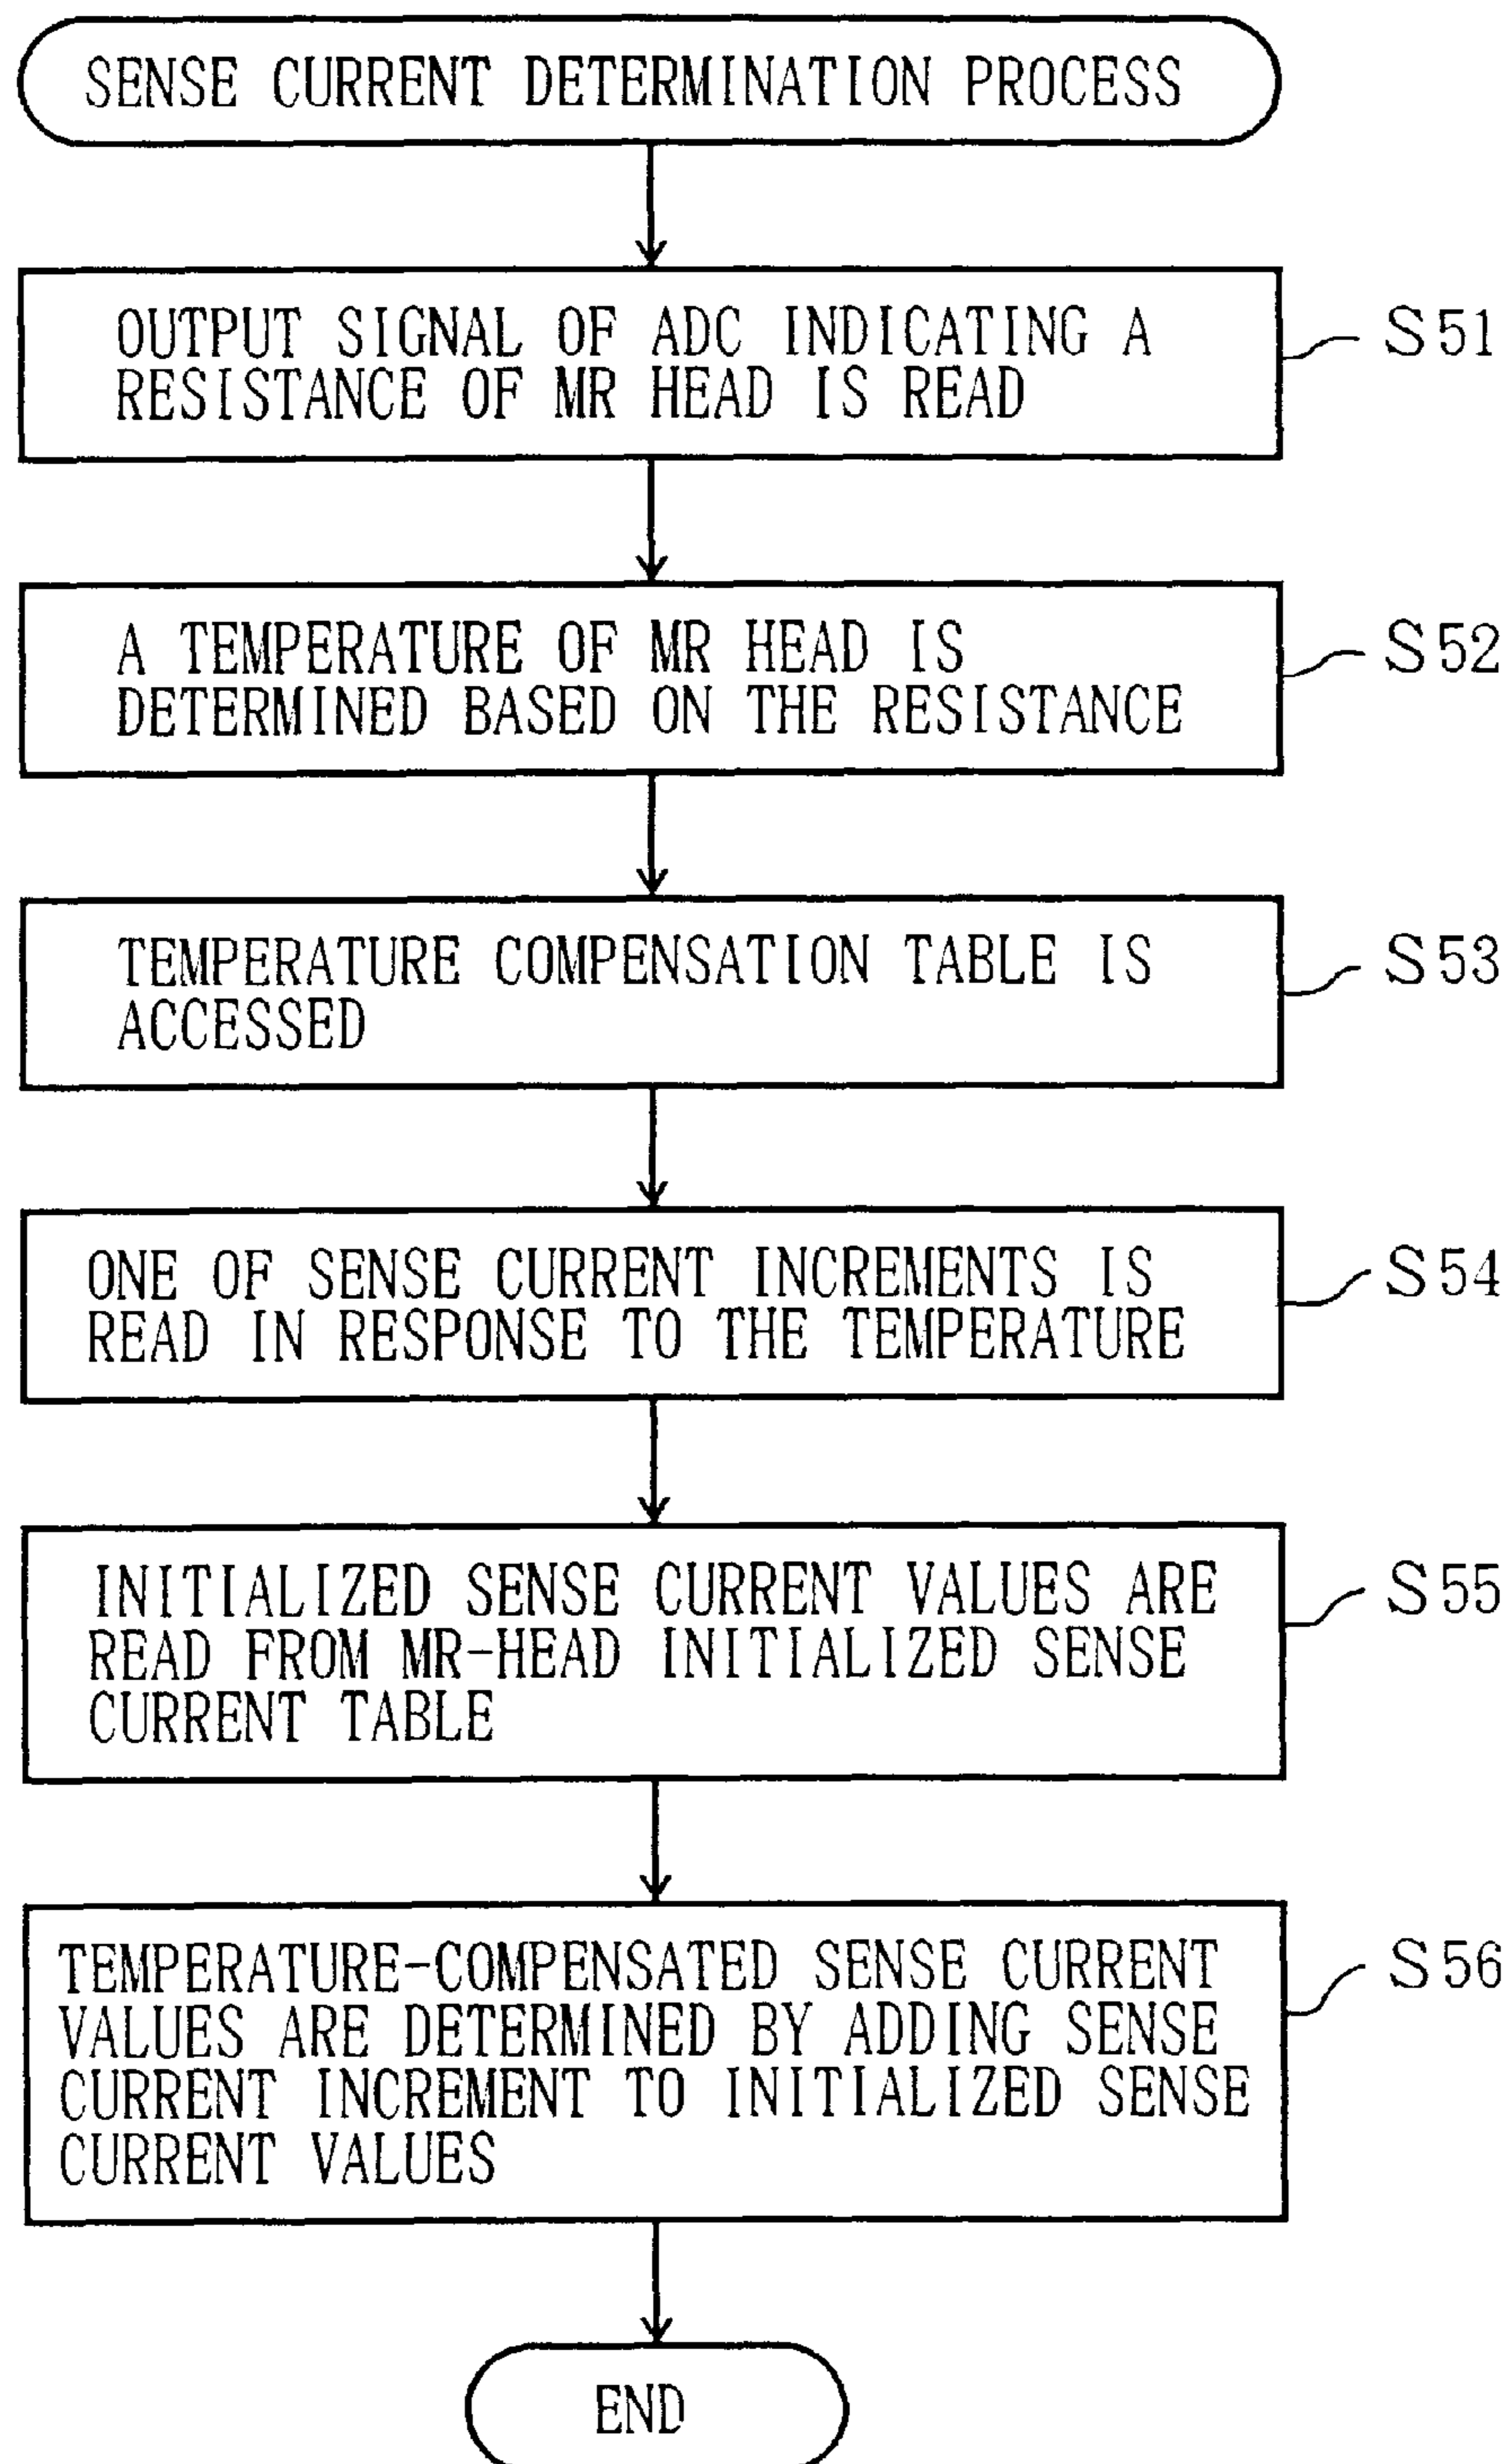 SENSE CURRENT DETERMINATION PROCESS
OUTPUT SIGNAL OF ADC INDICATING A
RESISTANCE OF MR HEAD IS READ
S51
A TEMPERATURE OF MR HEAD IS
DETERMINED BASED ON THE RESISTANCE
S52
TEMPERATURE COMPENSATION TABLE IS
ACCESSED
S53
ONE OF SENSE CURRENT INCREMENTS IS
READ IN RESPONSE TO THE TEMPERATURE
S54
INITIALIZED SENSE CURRENT VALUES ARE
READ FROM MR-HEAD INITIALIZED SENSE
CURRENT TABLE
S55
TEMPERATURE-COMPENSATED SENSE CURRENT
VALUES ARE DETERMINED BY ADDING SENSE
CURRENT INCREMENT TO INITIALIZED SENSE
CURRENT VALUES
S56
END